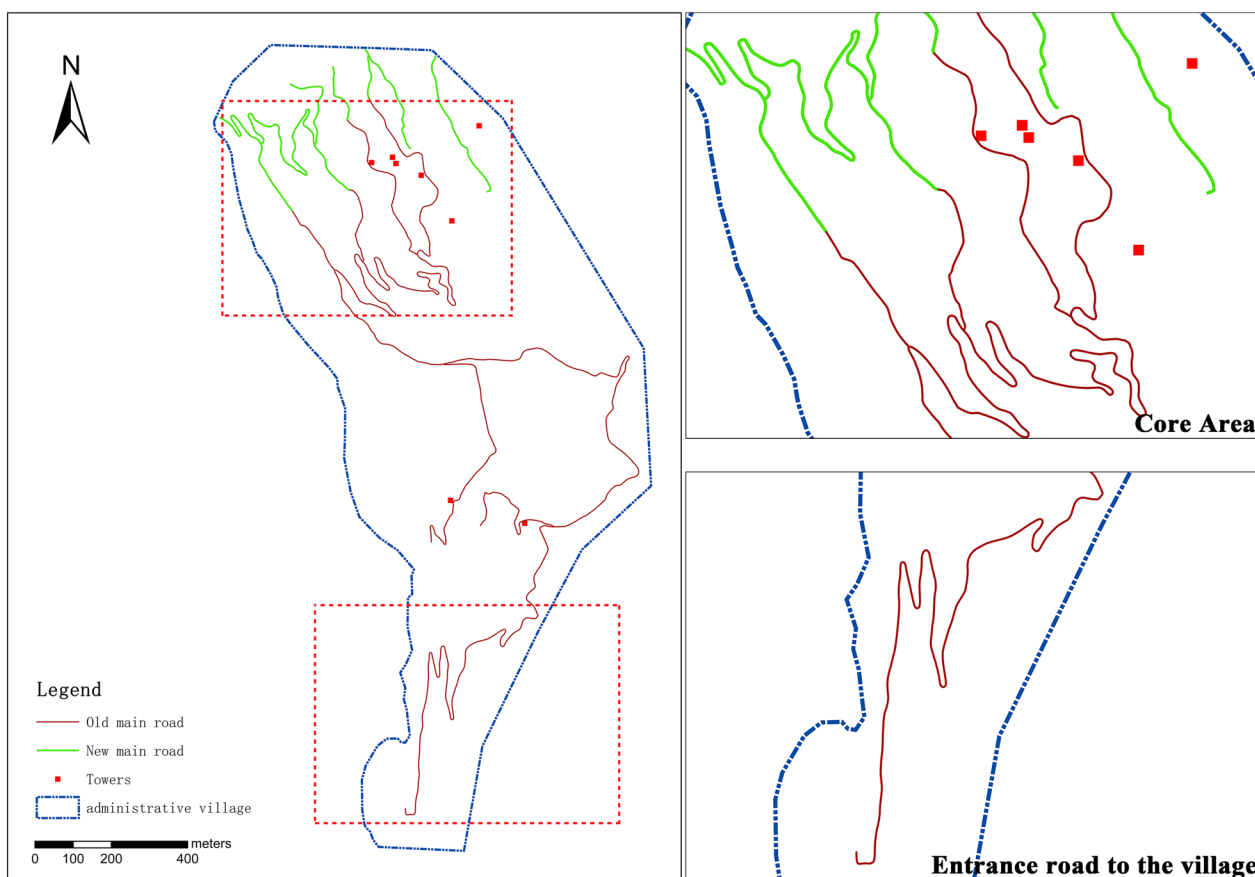 N
Legend
Old main road
New main road
Towers
administrative village
meters
0 100 200 400
Core Area
Entrance road to the village